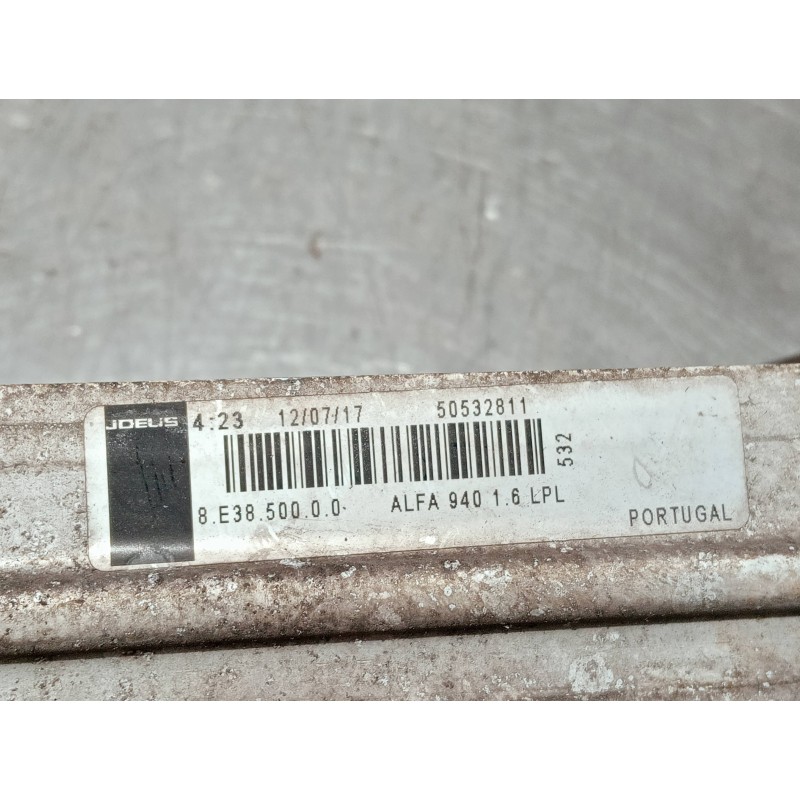 JDEUS 4:23 12/07/17 50532811
532
8.E38.500.0.0 ALFA 940 1.6 LPL
PORTUGAL